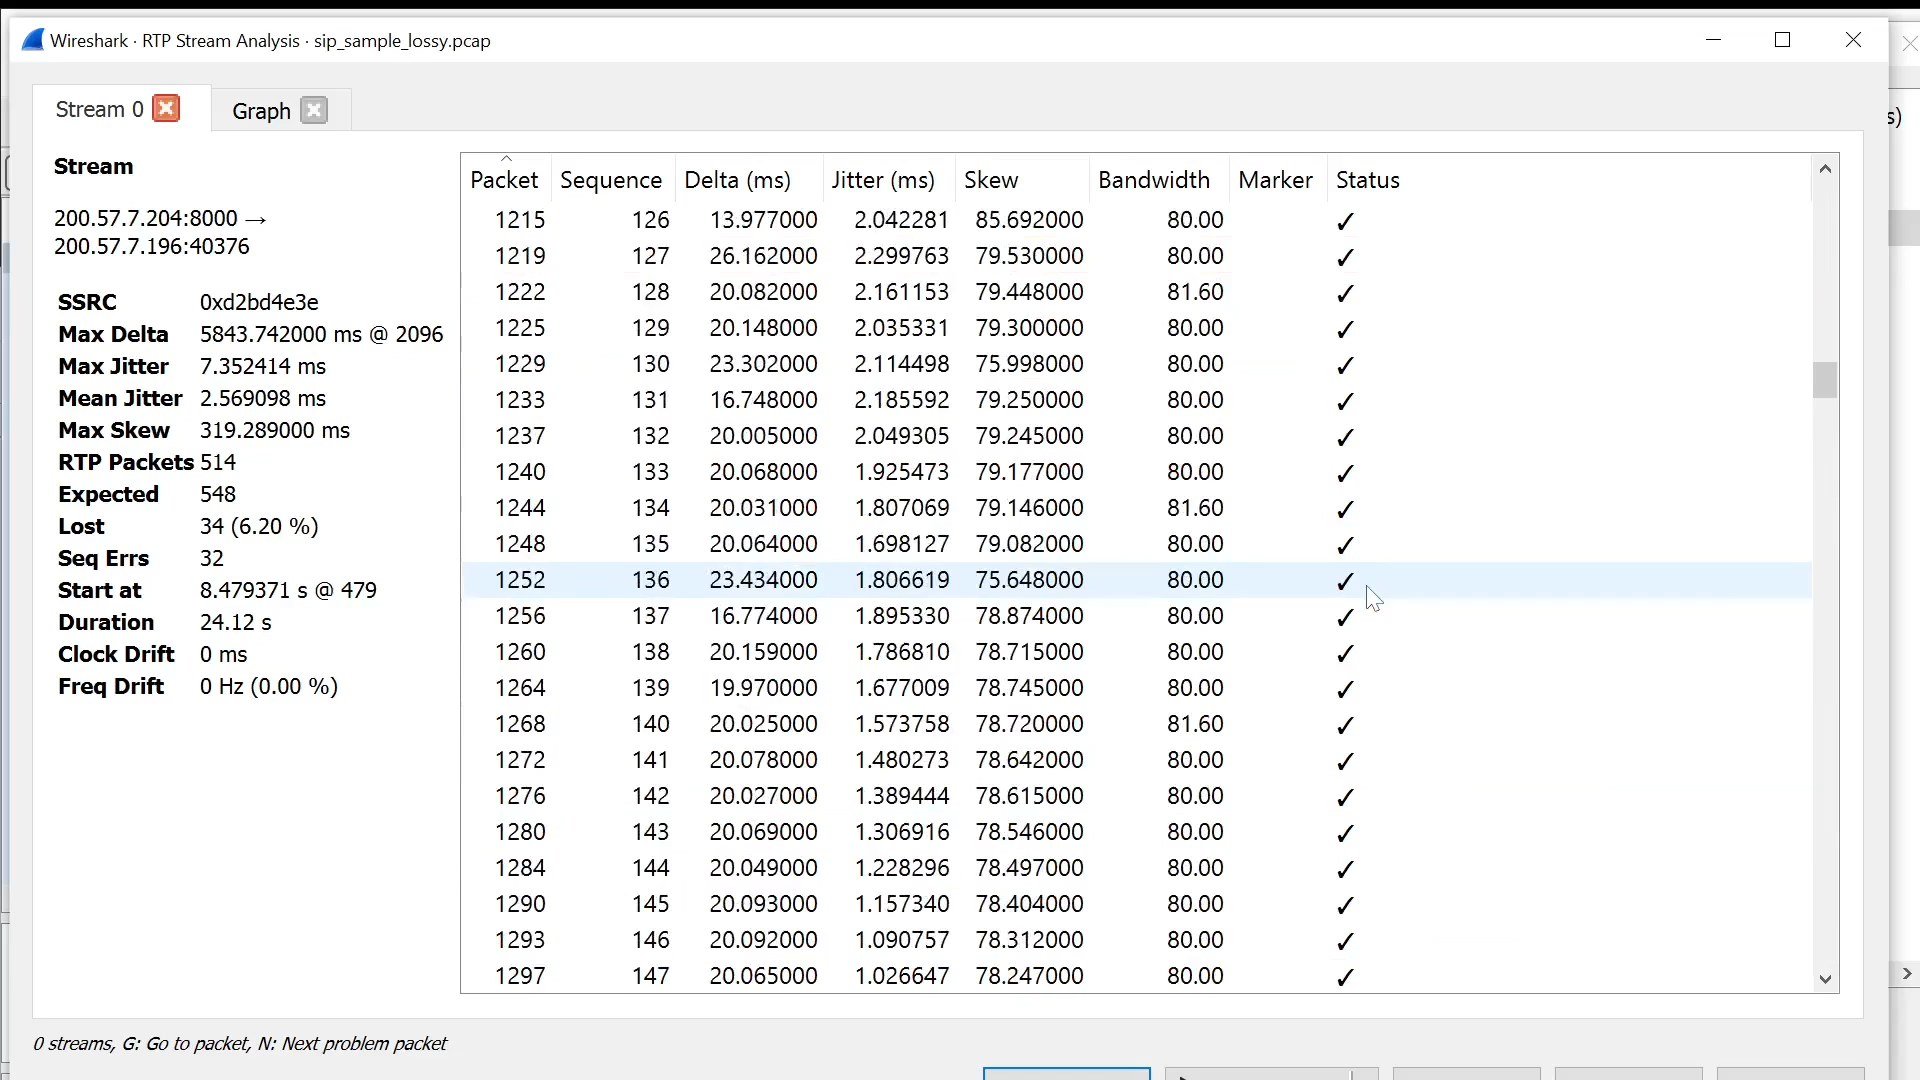 Wireshark · RTP Stream Analysis · sip_sample_lossy.pcap
s)
Stream 0
Graph
Stream
200.57.7.204:8000 →
200.57.7.196:40376
SSRC 0xd2bd4e3e
Max Delta 5843.742000 ms @ 2096
Max Jitter 7.352414 ms
Mean Jitter 2.569098 ms
Max Skew 319.289000 ms
RTP Packets 514
Expected 548
Lost 34 (6.20 %)
Seq Errs 32
Start at 8.479371 s @ 479
Duration 24.12 s
Clock Drift 0 ms
Freq Drift 0 Hz (0.00 %)
Packet Sequence Delta (ms) Jitter (ms) Skew Bandwidth Marker Status
1215 126 13.977000 2.042281 85.692000 80.00 ✓
1219 127 26.162000 2.299763 79.530000 80.00 ✓
1222 128 20.082000 2.161153 79.448000 81.60 ✓
1225 129 20.148000 2.035331 79.300000 80.00 ✓
1229 130 23.302000 2.114498 75.998000 80.00 ✓
1233 131 16.748000 2.185592 79.250000 80.00 ✓
1237 132 20.005000 2.049305 79.245000 80.00 ✓
1240 133 20.068000 1.925473 79.177000 80.00 ✓
1244 134 20.031000 1.807069 79.146000 81.60 ✓
1248 135 20.064000 1.698127 79.082000 80.00 ✓
1252 136 23.434000 1.806619 75.648000 80.00 ✓
1256 137 16.774000 1.895330 78.874000 80.00 ✓
1260 138 20.159000 1.786810 78.715000 80.00 ✓
1264 139 19.970000 1.677009 78.745000 80.00 ✓
1268 140 20.025000 1.573758 78.720000 81.60 ✓
1272 141 20.078000 1.480273 78.642000 80.00 ✓
1276 142 20.027000 1.389444 78.615000 80.00 ✓
1280 143 20.069000 1.306916 78.546000 80.00 ✓
1284 144 20.049000 1.228296 78.497000 80.00 ✓
1290 145 20.093000 1.157340 78.404000 80.00 ✓
1293 146 20.092000 1.090757 78.312000 80.00 ✓
1297 147 20.065000 1.026647 78.247000 80.00 ✓
0 streams, G: Go to packet, N: Next problem packet